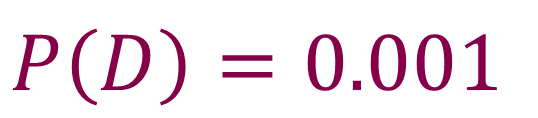 P(D) = 0.001